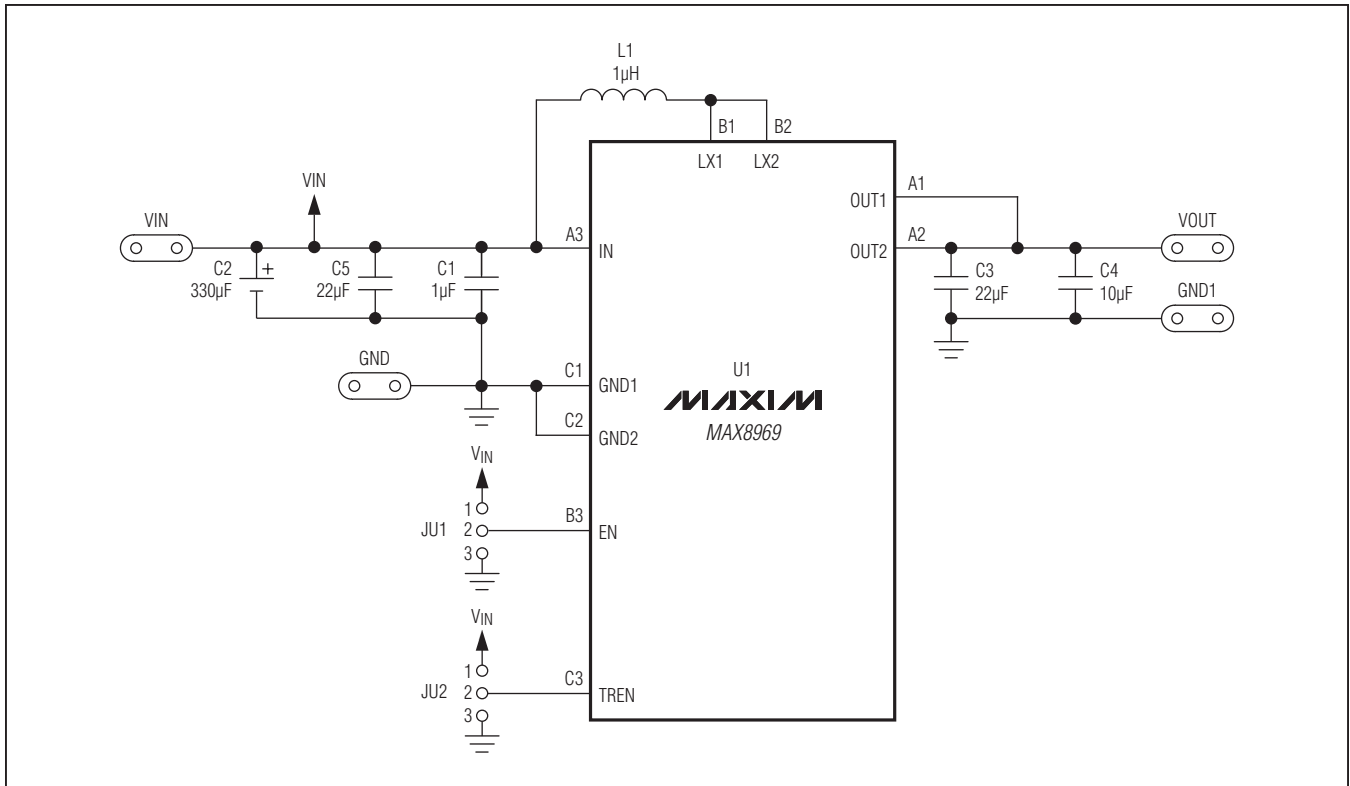 L1
1µH
B1
B2
LX1
LX2
VIN
VIN
A3
IN
C2
330µF
+
C5
22µF
C1
1µF
OUT1
A1
OUT2
A2
VOUT
C3
22µF
C4
10µF
GND1
GND
C1
GND1
C2
GND2
U1
MAXIM
MAX8969
VIN
1
JU1
2
3
B3
EN
VIN
1
JU2
2
3
C3
TREN